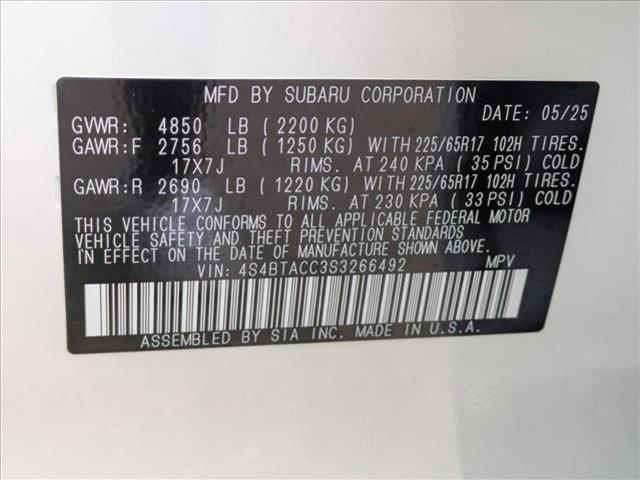 MFD BY SUBARU CORPORATION
DATE: 05/25
GVWR: 4850 LB (2200 KG)
GAWR:F 2756 LB (1250 KG) WITH 225/65R17 102H TIRES.
17X7J RIMS. AT 240 KPA (35 PSI) COLD
GAWR:R 2690 LB (1220 KG) WITH 225/65R17 102H TIRES.
17X7J RIMS. AT 230 KPA (33 PSI) COLD
THIS VEHICLE CONFORMS TO ALL APPLICABLE FEDERAL MOTOR
VEHICLE SAFETY AND THEFT PREVENTION STANDARDS
IN EFFECT ON THE DATE OF MANUFACTURE SHOWN ABOVE.
VIN: 4S4BTACC3S3266492 MPV
ASSEMBLED BY SIA INC. MADE IN U.S.A.